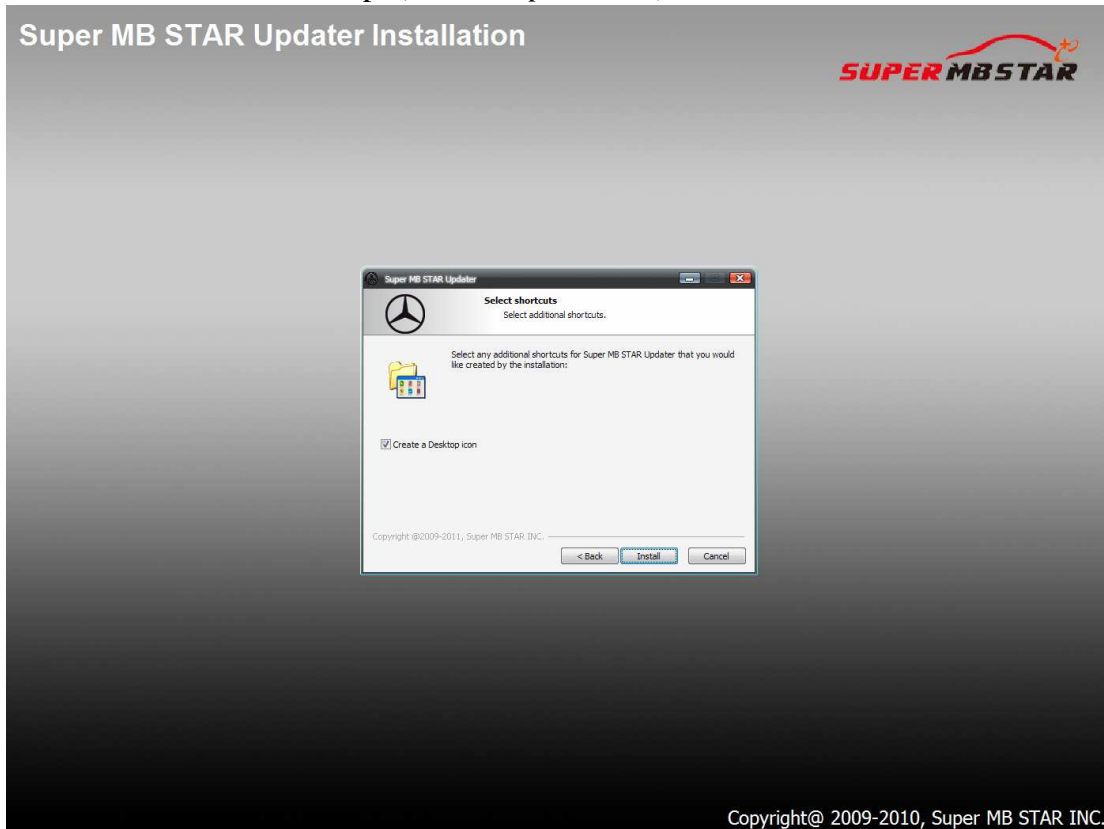 Super MB STAR Updater Installation
SUPER MBSTAR
Super MB STAR Updater
Select shortcuts
Select additional shortcuts.
Select any additional shortcuts for Super MB STAR Updater that you would
like created by the installation:
Create a Desktop icon
Copyright @2009-2011, Super MB STAR INC.
< Back
Install
Cancel
Copyright@ 2009-2010, Super MB STAR INC.